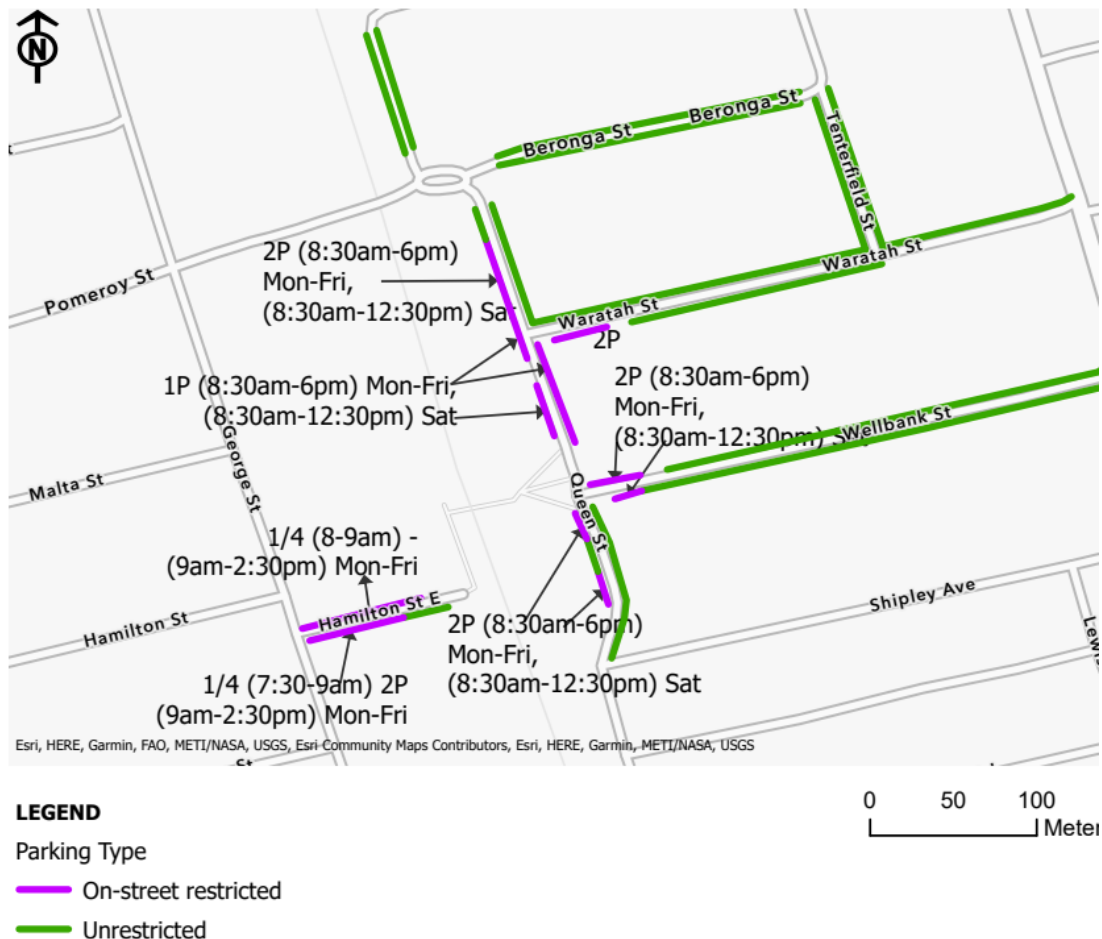 N
Beronga St
Beronga St
Tenterfield St
2P (8:30am-6pm)
Mon-Fri,
(8:30am-12:30pm) Sat
Waratah St
Pomeroy St
Waratah St
2P
1P (8:30am-6pm) Mon-Fri,
(8:30am-12:30pm) Sat
2P (8:30am-6pm)
Mon-Fri,
(8:30am-12:30pm)
Wellbank St
George St
Malta St
Queen St
1/4 (8-9am) -
(9am-2:30pm) Mon-Fri
Hamilton St E
Shipley Ave
Hamilton St
2P (8:30am-6pm)
Mon-Fri,
(8:30am-12:30pm) Sat
Lewis
1/4 (7:30-9am) 2P
(9am-2:30pm) Mon-Fri
Esri, HERE, Garmin, FAO, METI/NASA, USGS, Esri Community Maps Contributors, Esri, HERE, Garmin, METI/NASA, USGS
St
LEGEND
Parking Type
On-street restricted
Unrestricted
0 50 100
Meter